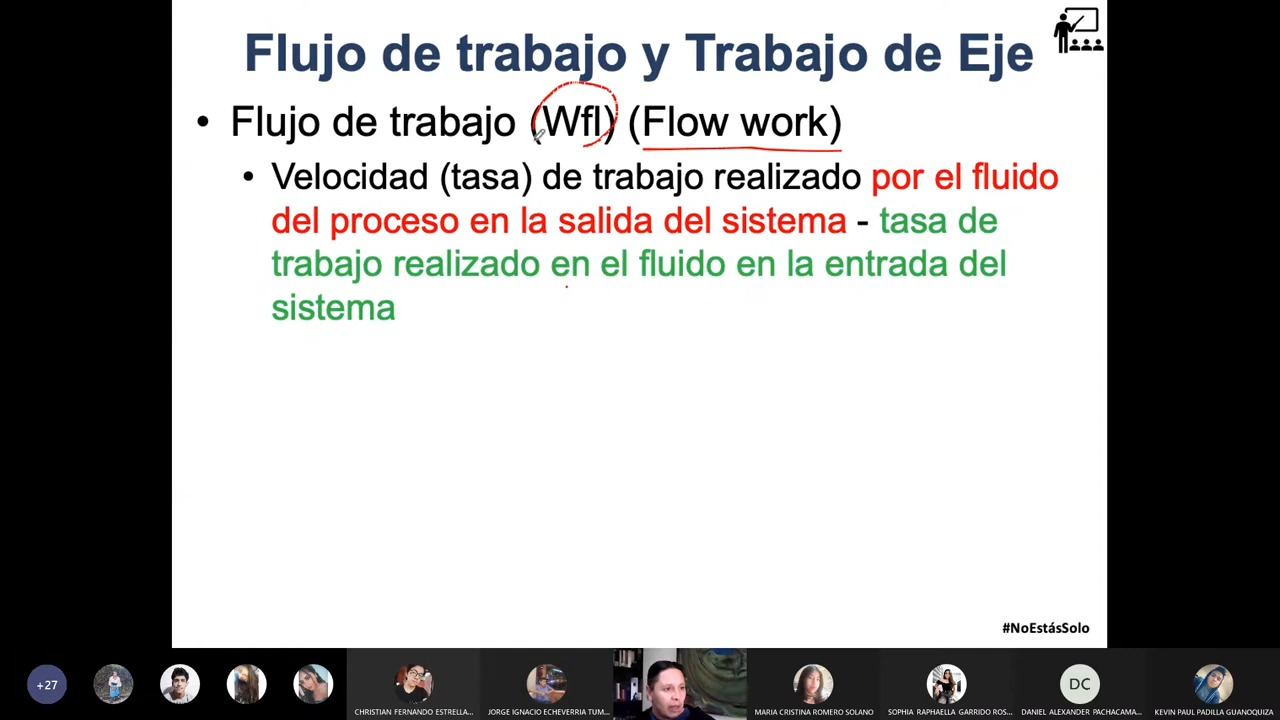 Flujo de trabajo y Trabajo de Eje
• Flujo de trabajo (Wfl) (Flow work)
• Velocidad (tasa) de trabajo realizado por el fluido
del proceso en la salida del sistema - tasa de
trabajo realizado en el fluido en la entrada del
sistema
#NoEstásSolo
+27
CHRISTIAN FERNANDO ESTRELLA...
JORGE IGNACIO ECHEVERRIA TUM...
MARIA CRISTINA ROMERO SOLANO
SOPHIA RAPHAELLA GARRIDO ROS...
DC
DANIEL ALEXANDER PACHACAMA...
KEVIN PAUL PADILLA GUANOQUIZA